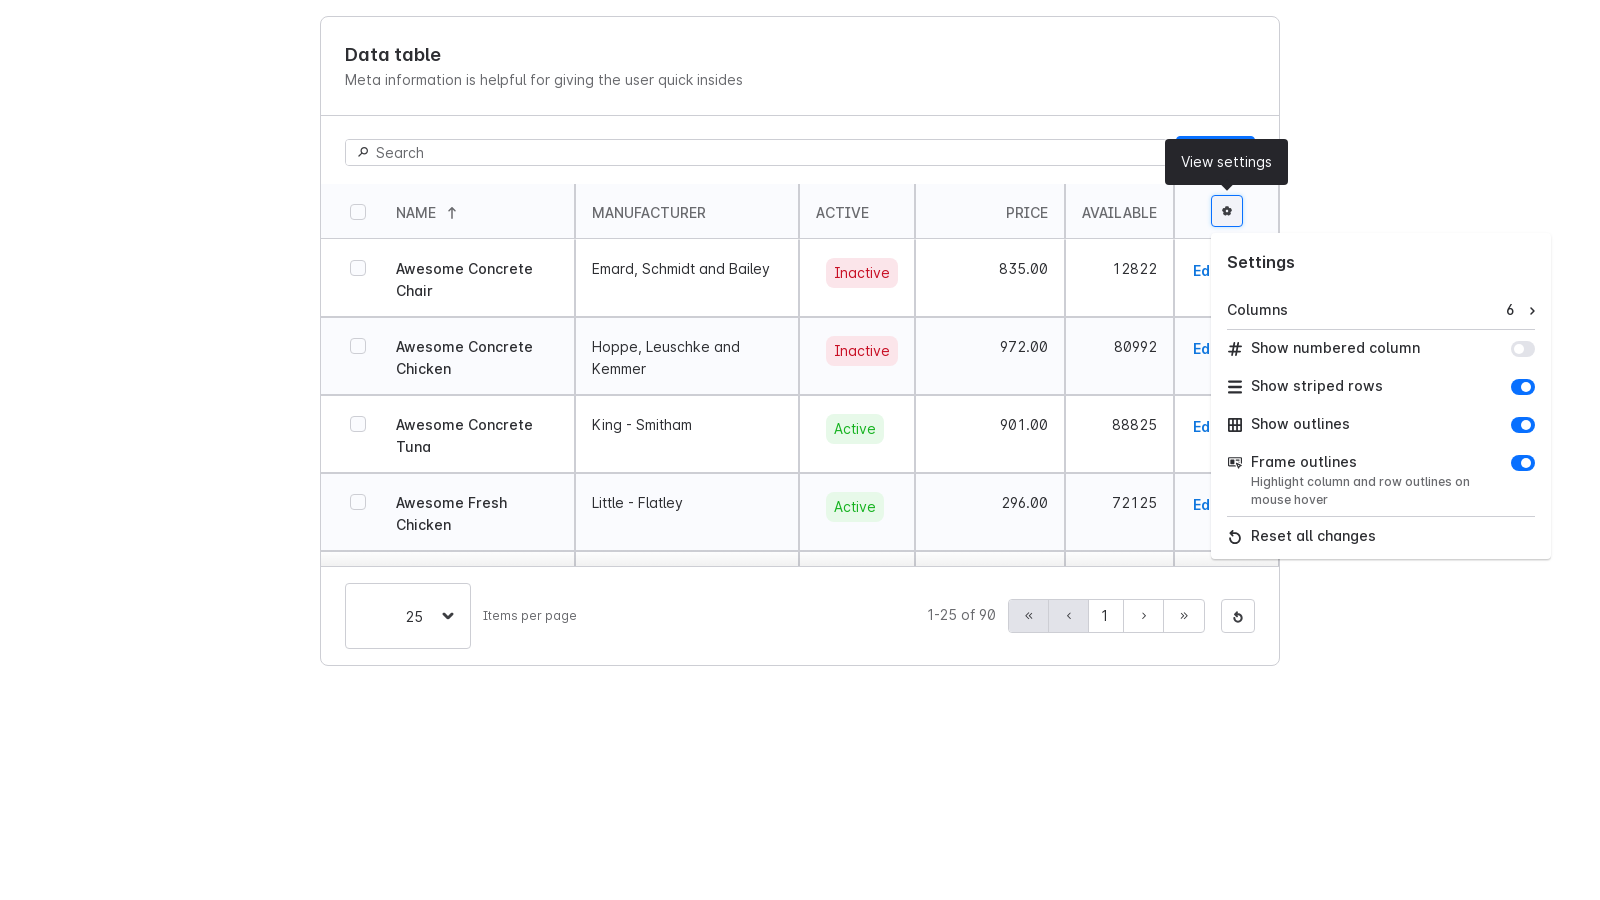 Data table
Meta information is helpful for giving the user quick insides
Search
View settings
NAME
MANUFACTURER
ACTIVE
PRICE
AVAILABLE
Awesome Concrete
Chair
Emard, Schmidt and Bailey
Inactive
835.00
12822
Ed
Awesome Concrete
Chicken
Hoppe, Leuschke and
Kemmer
Inactive
972.00
80992
Ed
Awesome Concrete
Tuna
King - Smitham
Active
901.00
88825
Ed
Awesome Fresh
Chicken
Little - Flatley
Active
296.00
72125
Ed
Settings
Columns
6
Show numbered column
Show striped rows
Show outlines
Frame outlines
Highlight column and row outlines on
mouse hover
Reset all changes
25
Items per page
1-25 of 90
«
‹
1
›
»